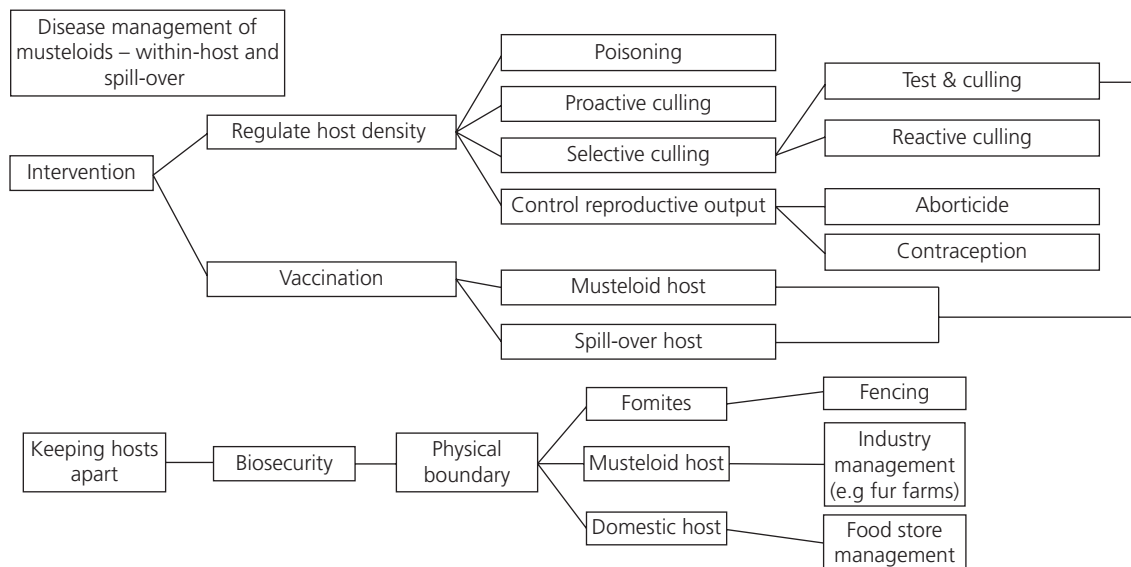 Disease management of
musteloids – within-host and
spill-over
Poisoning
Test & culling
Proactive culling
Regulate host density
Reactive culling
Selective culling
Intervention
Control reproductive output
Aborticide
Contraception
Vaccination
Musteloid host
Spill-over host
Fomites
Fencing
Keeping hosts
apart
Biosecurity
Physical
boundary
Musteloid host
Industry
management
(e.g fur farms)
Domestic host
Food store
management